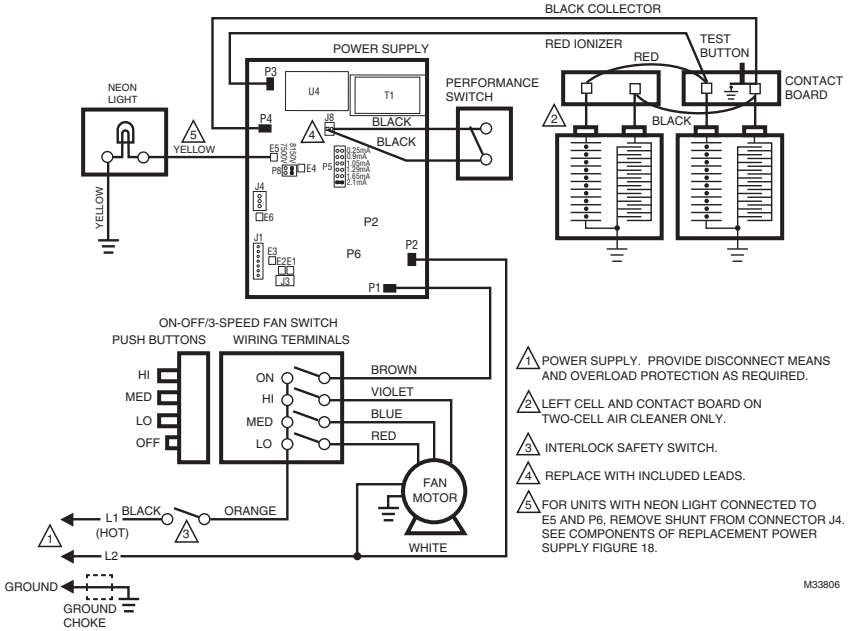 BLACK COLLECTOR
RED IONIZER
TEST
BUTTON
POWER SUPPLY
RED
P3
U4
T1
PERFORMANCE
SWITCH
CONTACT
BOARD
NEON
LIGHT
P4
J8
BLACK
BLACK
2
BLACK
5
4
YELLOW
E5
7500V
8150V
P8
E4
P5
0.25mA
0.9mA
1.05mA
1.29mA
1.65mA
2.1mA
YELLOW
J4
E6
P2
J1
E3
E2E1
J3
P6
P2
P1
ON-OFF/3-SPEED FAN SWITCH
PUSH BUTTONS
WIRING TERMINALS
HI
MED
LO
OFF
ON
HI
MED
LO
BROWN
VIOLET
BLUE
RED
FAN
MOTOR
1 POWER SUPPLY. PROVIDE DISCONNECT MEANS
AND OVERLOAD PROTECTION AS REQUIRED.
2 LEFT CELL AND CONTACT BOARD ON
TWO-CELL AIR CLEANER ONLY.
3 INTERLOCK SAFETY SWITCH.
4 REPLACE WITH INCLUDED LEADS.
5 FOR UNITS WITH NEON LIGHT CONNECTED TO
E5 AND P6, REMOVE SHUNT FROM CONNECTOR J4.
SEE COMPONENTS OF REPLACEMENT POWER
SUPPLY FIGURE 18.
L1
(HOT)
BLACK
ORANGE
3
1
L2
WHITE
GROUND
GROUND
CHOKE
M33806